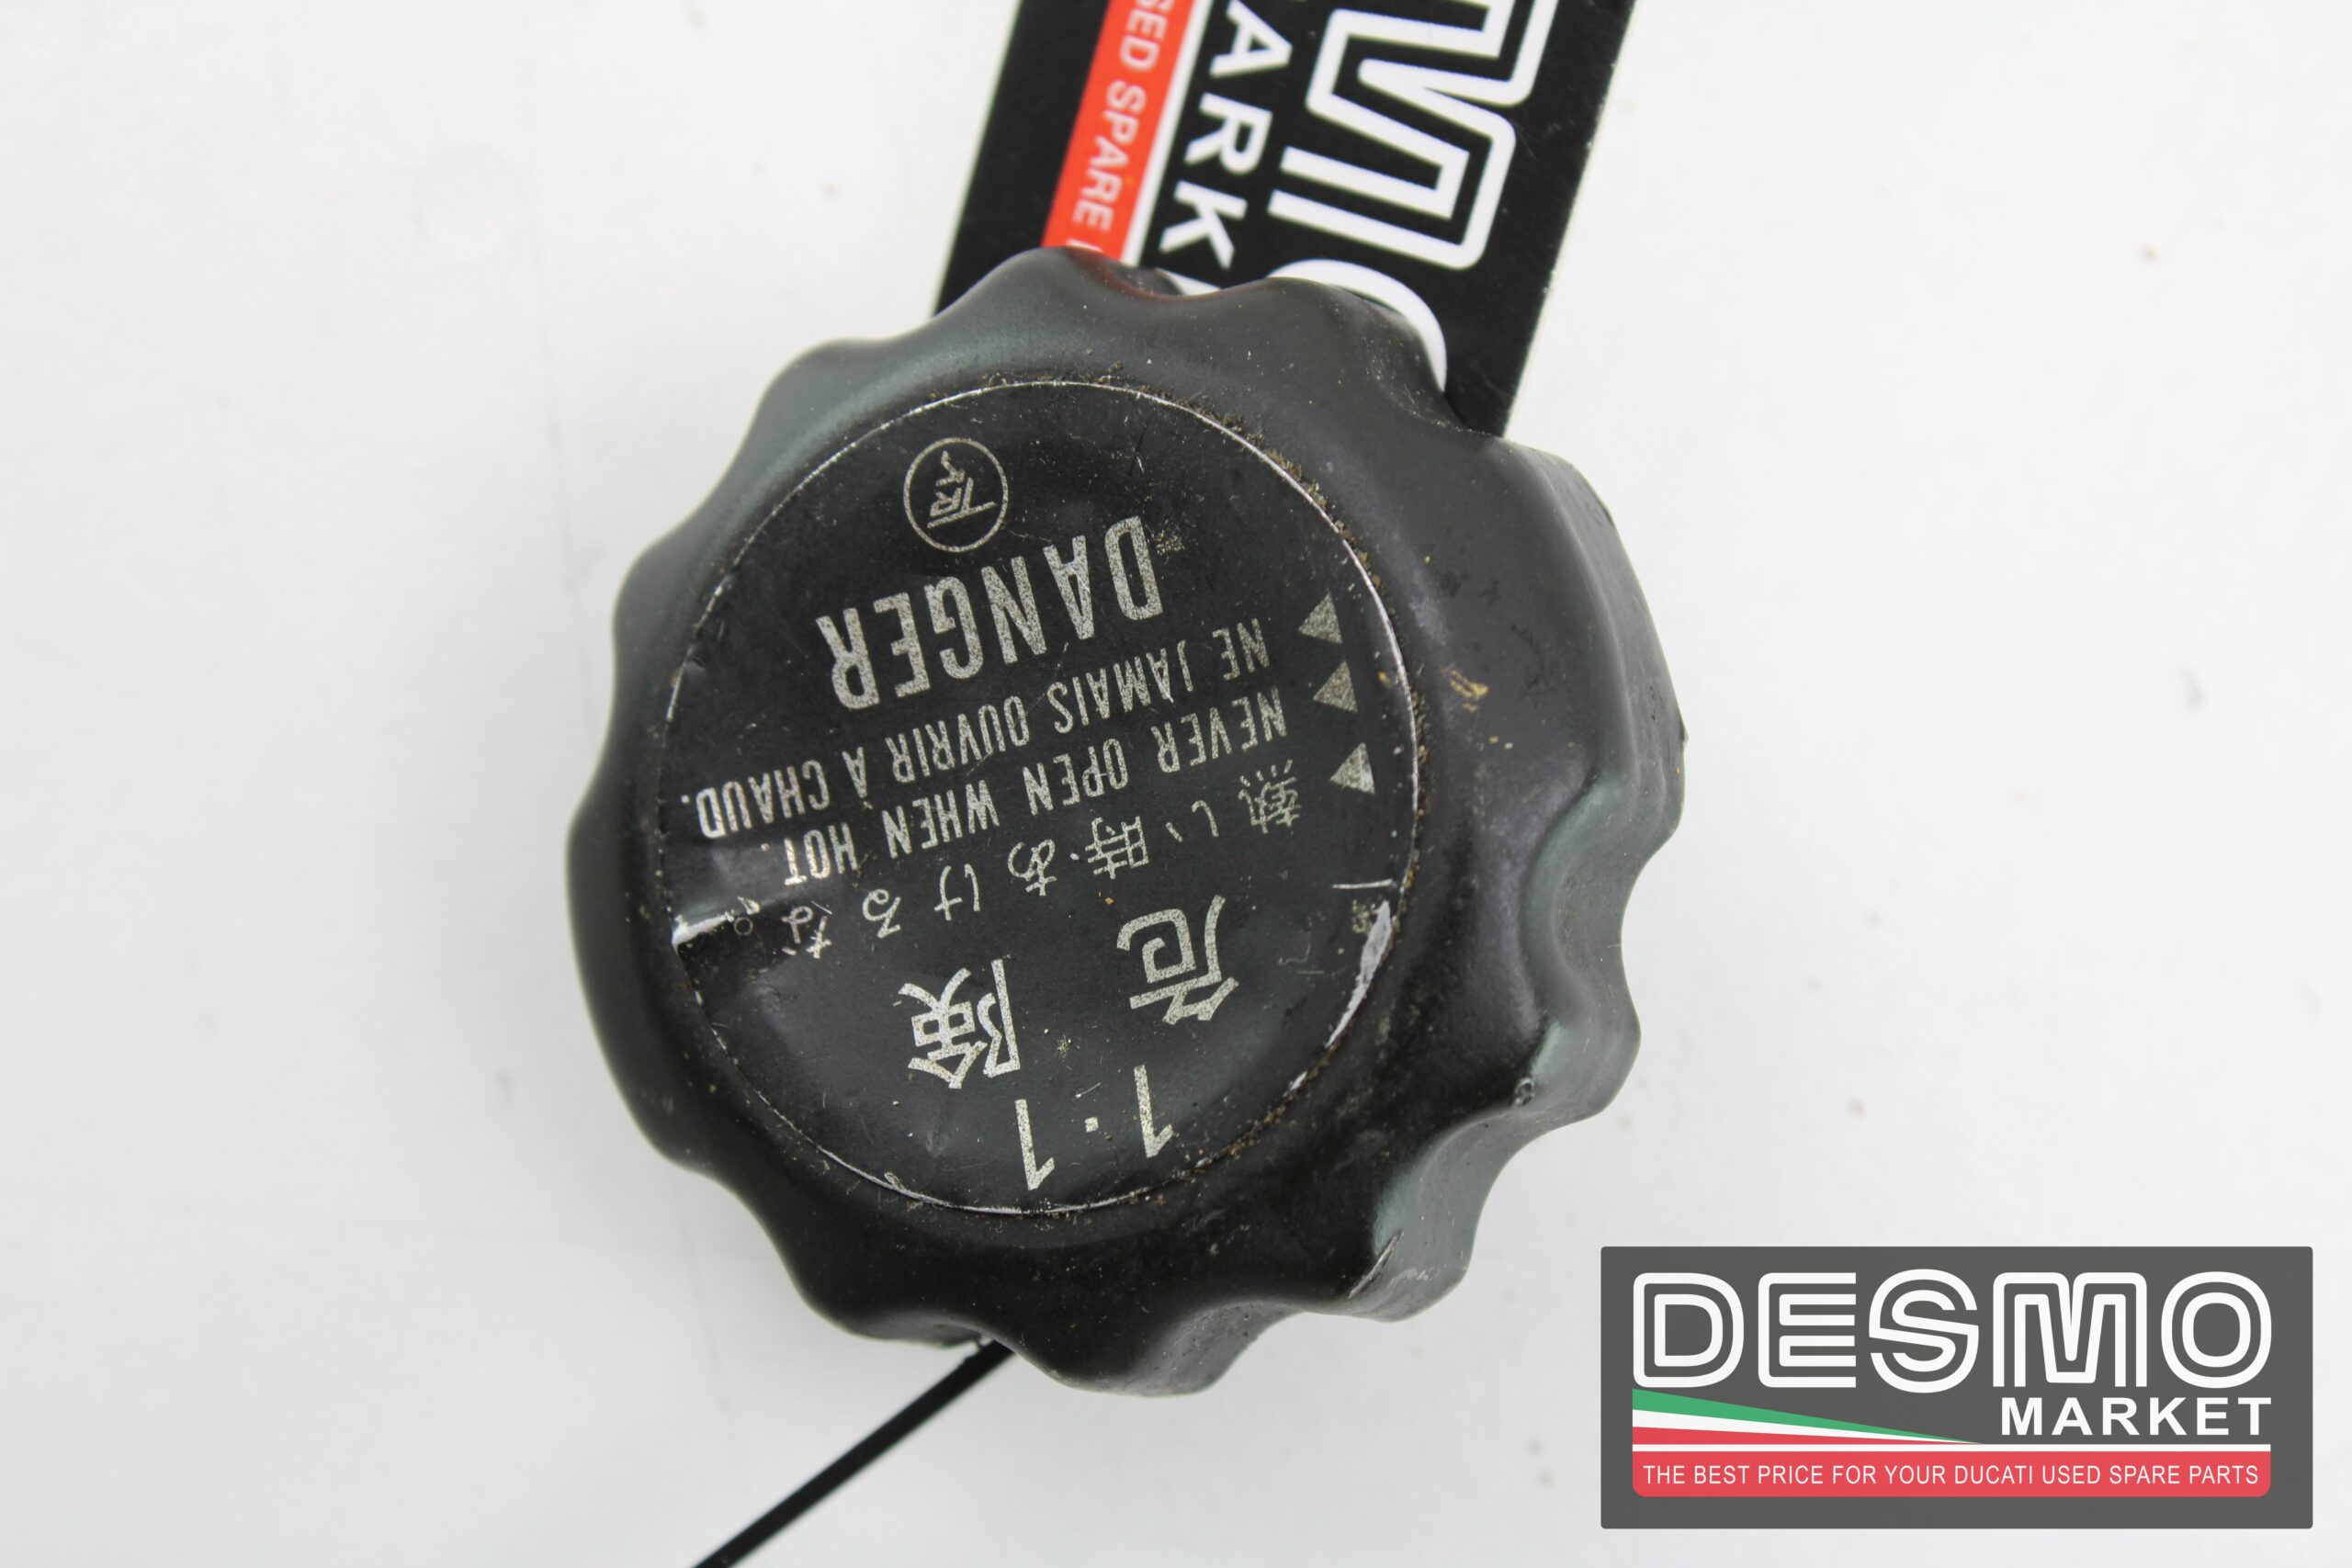 SED SPARE
ARK
DANGER
NE JAMAIS OUVRIR À CHAUD.
NEVER OPEN WHEN HOT.
熱い時あけるな。
危険
1·1
DESMO
MARKET
THE BEST PRICE FOR YOUR DUCATI USED SPARE PARTS